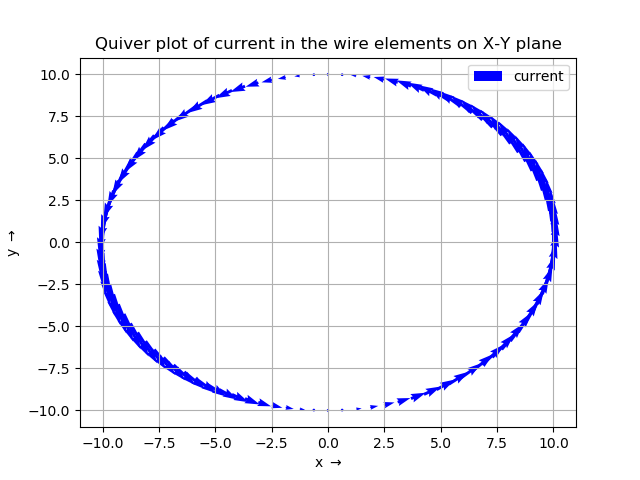 Quiver plot of current in the wire elements on X-Y plane
current
10.0
7.5
5.0
2.5
0.0
−2.5
−5.0
−7.5
−10.0
y →
−10.0 −7.5 −5.0 −2.5 0.0 2.5 5.0 7.5 10.0
x →